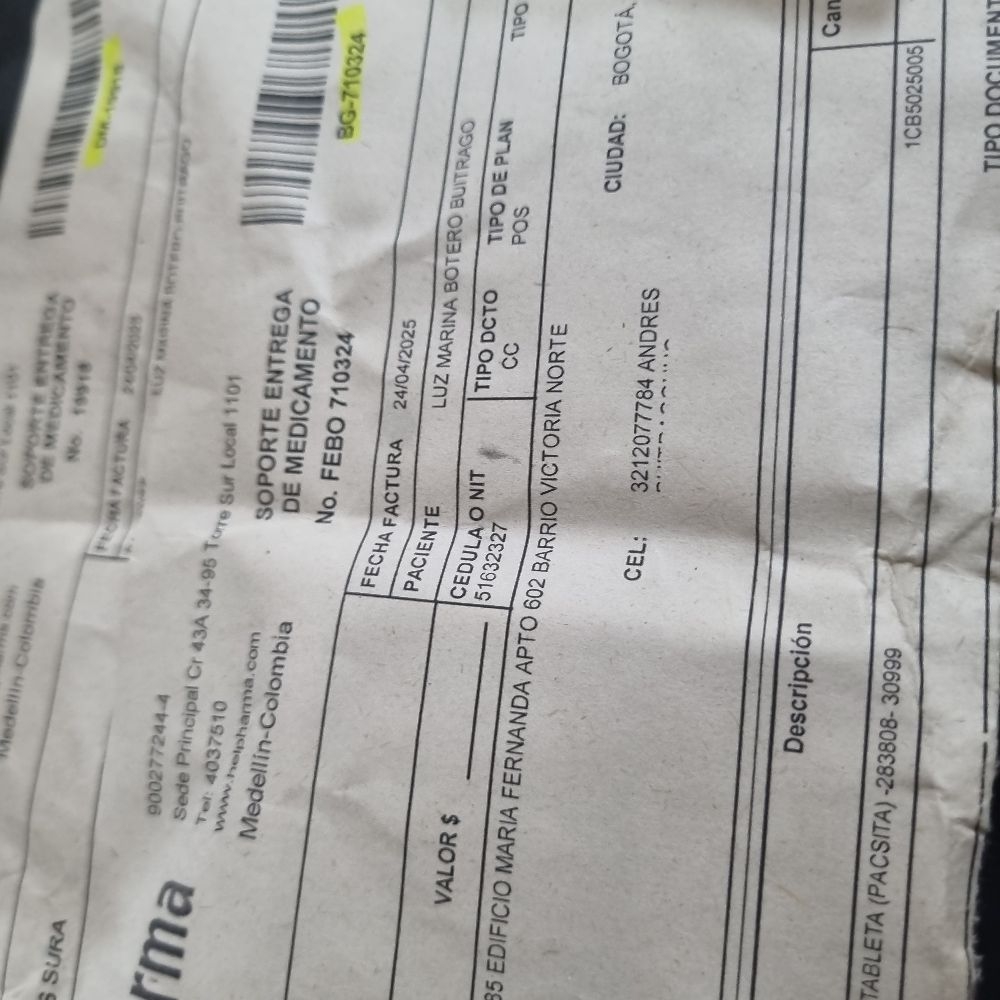 SOPORTE ENTREGA
DE MEDICAMENTO
No. 19918
Medellín-Colombia
FECHA FACTURA 24/04/2025
S SURA
rma
900277244-4
Sede Principal Cr 43A 34-95 Torre Sur Local 1101
Tel: 4037510
www.helpharma.com
Medellín-Colombia
SOPORTE ENTREGA
DE MEDICAMENTO
No. FEBO 710324
BG-710324
FECHA FACTURA 24/04/2025
PACIENTE LUZ MARINA BOTERO BUITRAGO
VALOR $
CEDULA O NIT TIPO DCTO TIPO DE PLAN TIPO
51632327 CC POS
85 EDIFICIO MARIA FERNANDA APTO 602 BARRIO VICTORIA NORTE
CEL: 3212077784 ANDRES CIUDAD: BOGOTÁ,
Descripción Can
TABLETA (PACSITA) -283808- 30999 1CB5025005
TIPO DOCUMENT